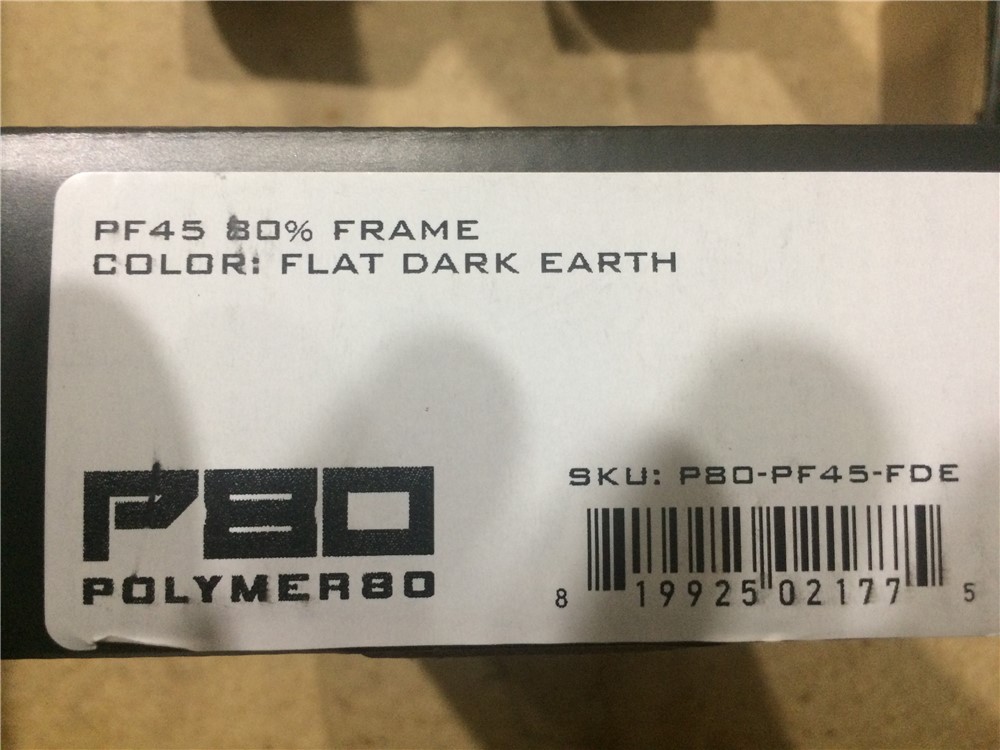 PF45 80% FRAME
COLOR: FLAT DARK EARTH
P80
POLYMER80
SKU: P80-PF45-FDE
8 19925 02177 5